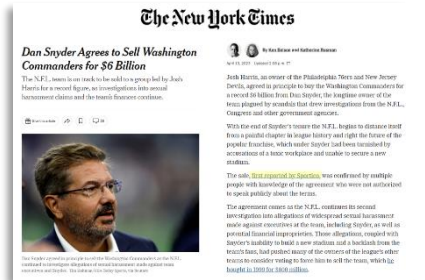 The New York Times
Dan Snyder Agrees to Sell Washington
Commanders for $6 Billion
The N.F.L. team is on track to be sold to a group led by Josh
Harris for a record figure, as investigations into sexual
harassment claims and the team's finances continue.
By Ken Belson and Katherine Rosman
Josh Harris, an owner of the Philadelphia 76ers and New Jersey
Devils, agreed in principle to buy the Washington Commanders for
a record $6 billion from Dan Snyder, the longtime owner of the
team plagued by scandals that drew investigations from the N.F.L.,
Congress and other government agencies.
With the end of Snyder's tenure the N.F.L. begins to distance itself
from a painful chapter in league history and right the future of the
popular franchise, which under Snyder had been tarnished by
accusations of a toxic workplace and unable to secure a new
stadium.
The sale, first reported by Sportico, was confirmed by multiple
people with knowledge of the agreement who were not authorized
to speak publicly about the terms.
The agreement comes as the N.F.L. continues its second
investigation into allegations of widespread sexual harassment
made against executives at the team, including Snyder, as well as
potential financial improprieties. Those allegations, coupled with
Snyder's inability to build a new stadium and a backlash from the
team's fans, had pushed many of the owners of the league's other
teams to consider voting to force him to sell the team, which he
bought in 1999 for $800 million.